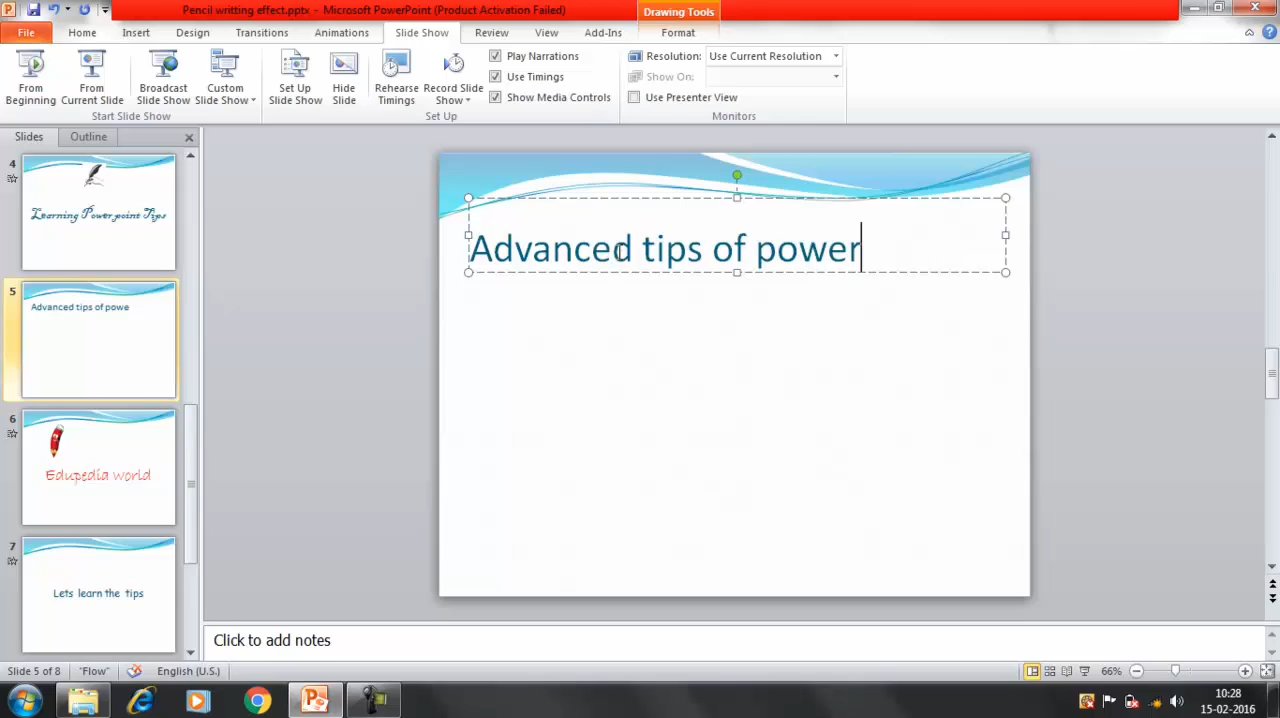 Pencil writting effect.pptx - Microsoft PowerPoint (Product Activation Failed)
Drawing Tools
File Home Insert Design Transitions Animations Slide Show Review View Add-Ins Format
From Beginning
From Current Slide
Broadcast Slide Show
Custom Slide Show
Start Slide Show
Set Up Slide Show
Hide Slide
Rehearse Timings
Record Slide Show
Play Narrations
Use Timings
Show Media Controls
Set Up
Resolution: Use Current Resolution
Show On:
Use Presenter View
Monitors
Slides Outline
4
Learning Power point Tips
5
Advanced tips of powe
6
Edupedia world
7
Lets learn the tips
Advanced tips of power
Click to add notes
Slide 5 of 8 "Flow" English (U.S.) 66%
10:28
15-02-2016